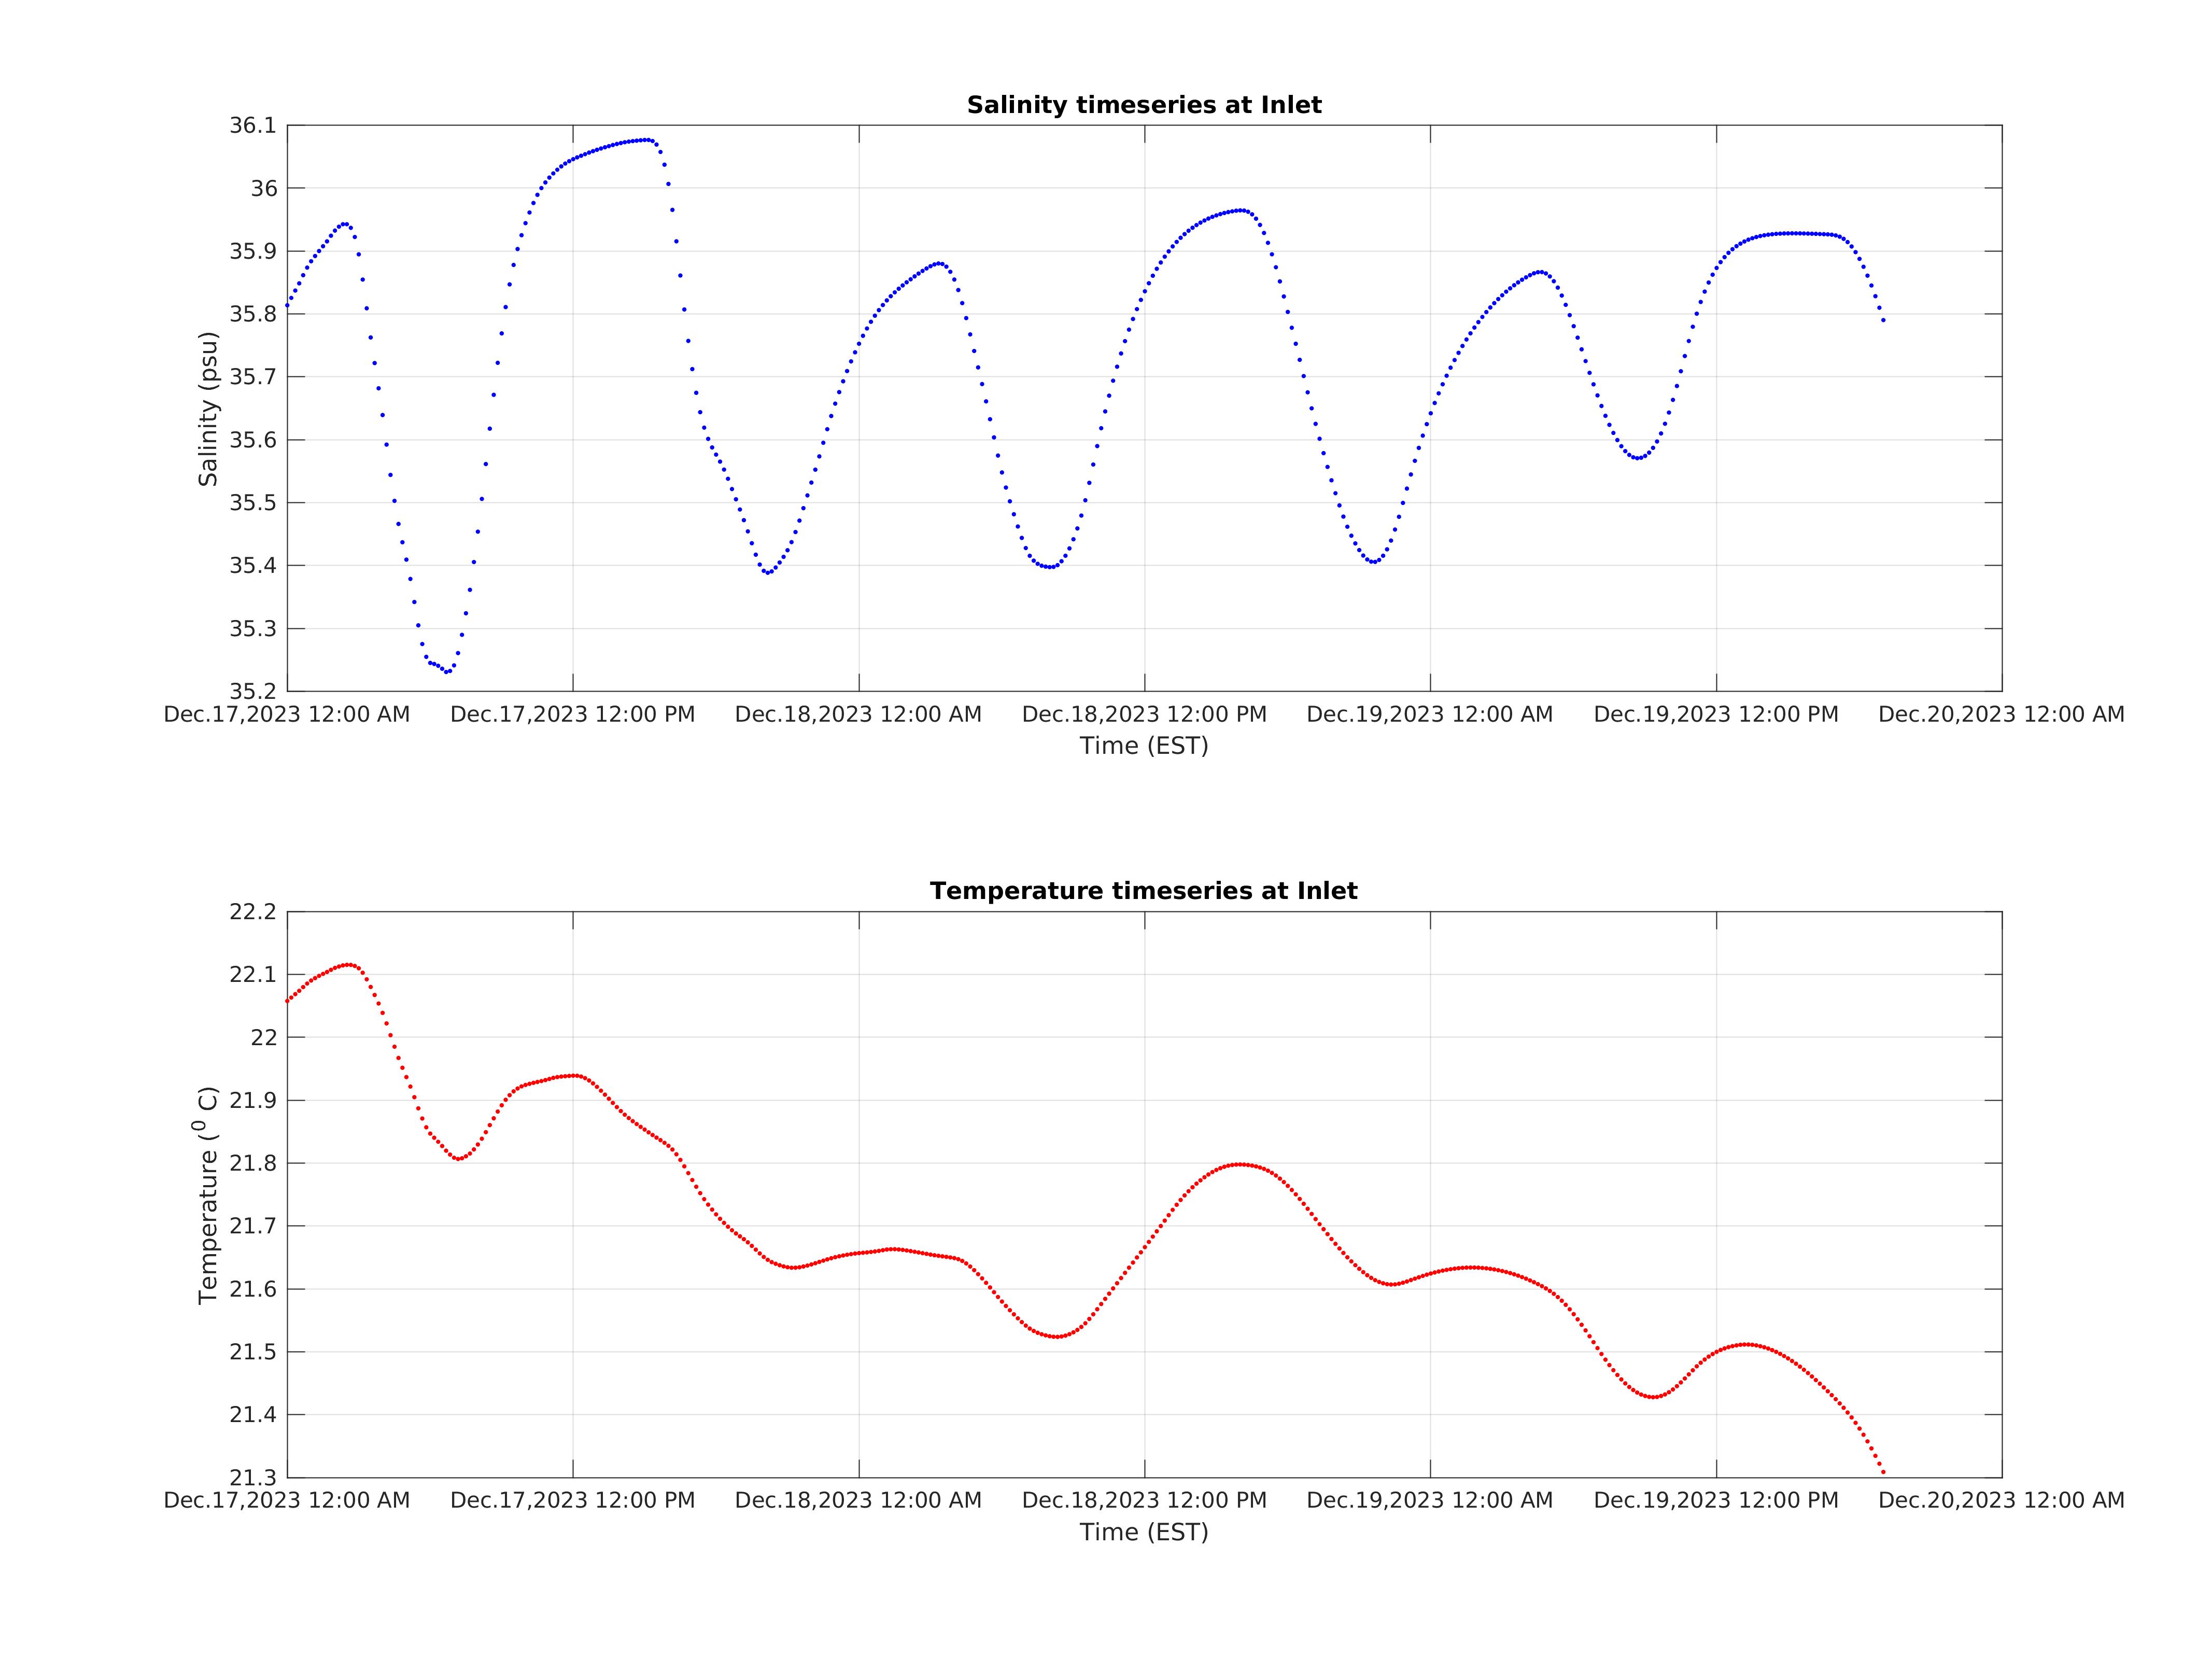 Salinity timeseries at Inlet
36.1
36
35.9
35.8
35.7
35.6
35.5
35.4
35.3
35.2
Salinity (psu)
Dec.17,2023 12:00 AM Dec.17,2023 12:00 PM Dec.18,2023 12:00 AM Dec.18,2023 12:00 PM Dec.19,2023 12:00 AM Dec.19,2023 12:00 PM Dec.20,2023 12:00 AM
Time (EST)
Temperature timeseries at Inlet
22.2
22.1
22
21.9
21.8
21.7
21.6
21.5
21.4
21.3
Temperature (⁰ C)
Dec.17,2023 12:00 AM Dec.17,2023 12:00 PM Dec.18,2023 12:00 AM Dec.18,2023 12:00 PM Dec.19,2023 12:00 AM Dec.19,2023 12:00 PM Dec.20,2023 12:00 AM
Time (EST)